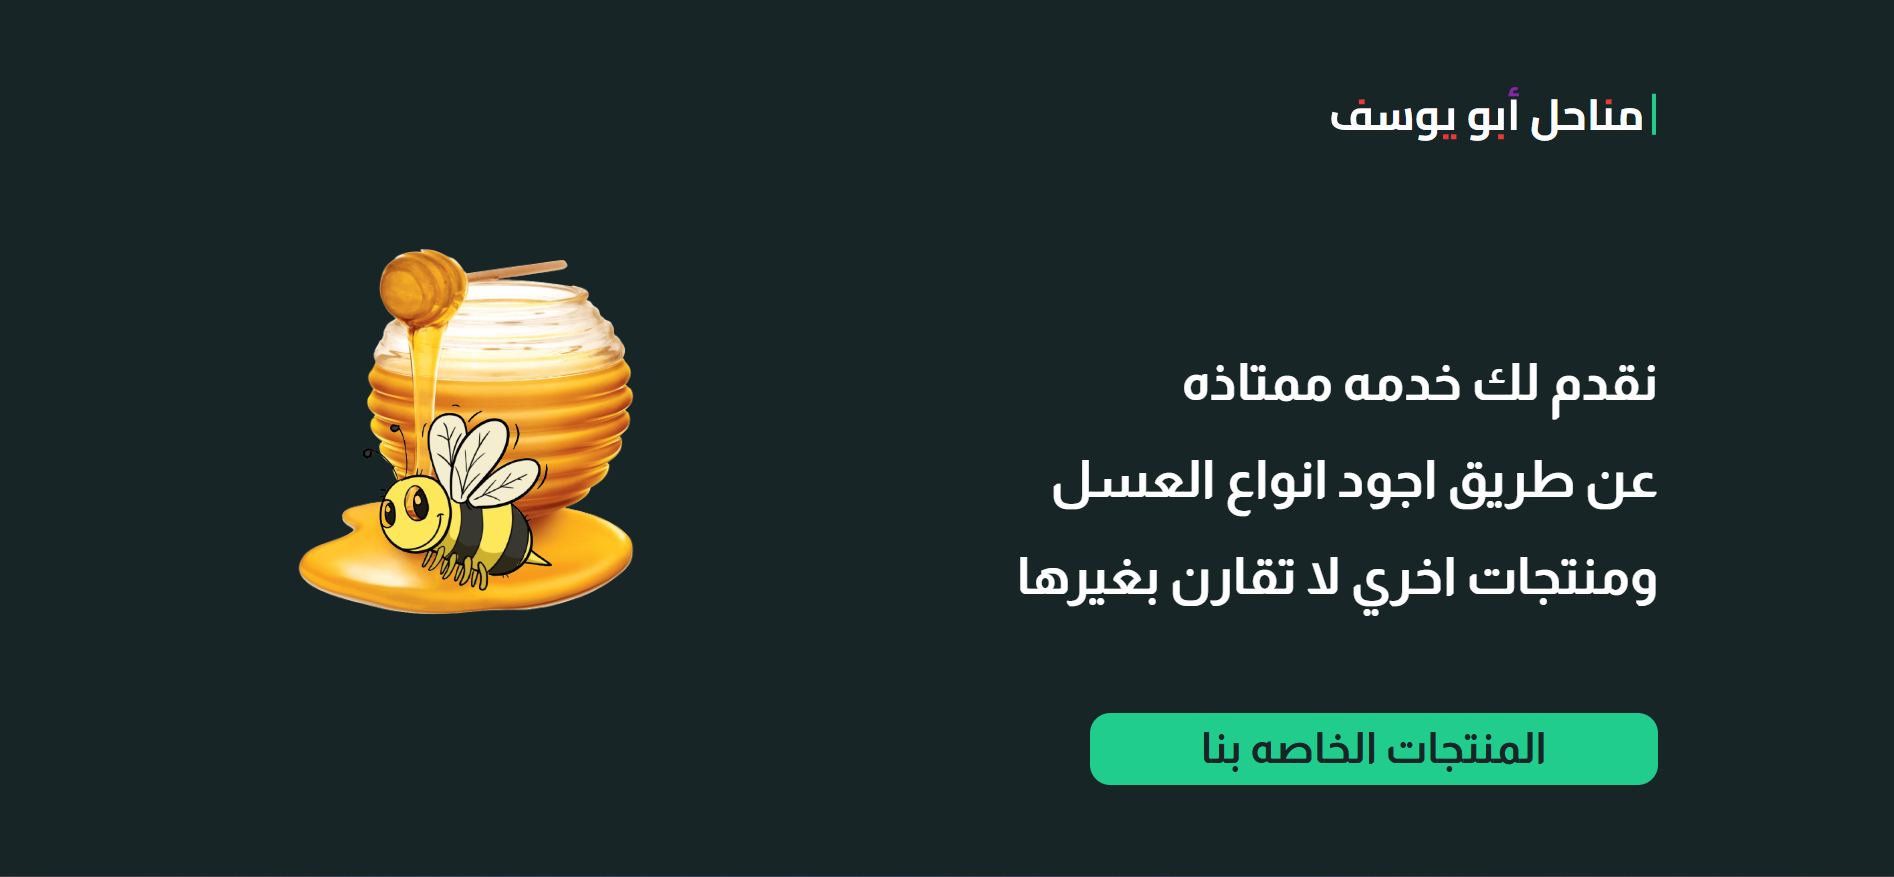 مناحل أبو يوسف
نقدم لك خدمه ممتاذه
عن طريق اجود انواع العسل
ومنتجات اخري لا تقارن بغيرها
المنتجات الخاصه بنا